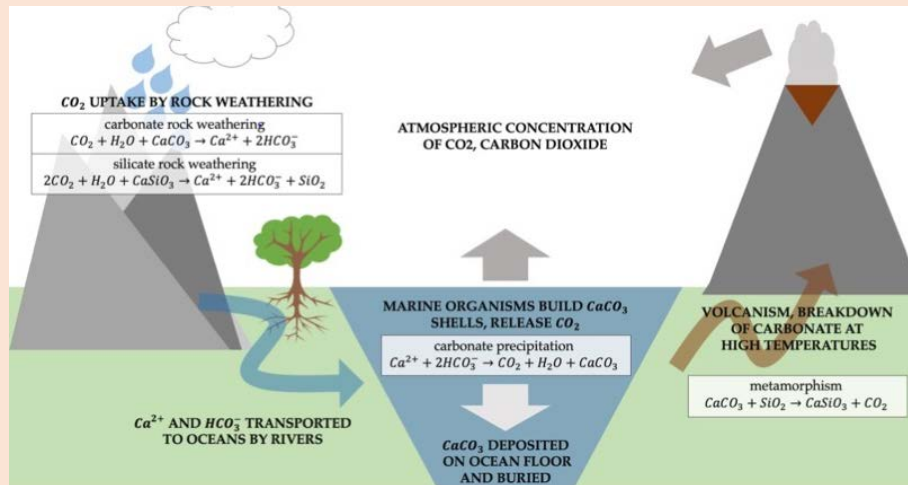 CO₂ UPTAKE BY ROCK WEATHERING
carbonate rock weathering
CO₂ + H₂O + CaCO₃ → Ca²⁺ + 2HCO₃⁻
silicate rock weathering
2CO₂ + H₂O + CaSiO₃ → Ca²⁺ + 2HCO₃⁻ + SiO₂
ATMOSPHERIC CONCENTRATION
OF CO2, CARBON DIOXIDE
MARINE ORGANISMS BUILD CaCO₃
SHELLS, RELEASE CO₂
carbonate precipitation
Ca²⁺ + 2HCO₃⁻ → CO₂ + H₂O + CaCO₃
VOLCANISM, BREAKDOWN
OF CARBONATE AT
HIGH TEMPERATURES
metamorphism
CaCO₃ + SiO₂ → CaSiO₃ + CO₂
Ca²⁺ AND HCO₃⁻ TRANSPORTED
TO OCEANS BY RIVERS
CaCO₃ DEPOSITED
ON OCEAN FLOOR
AND BURIED